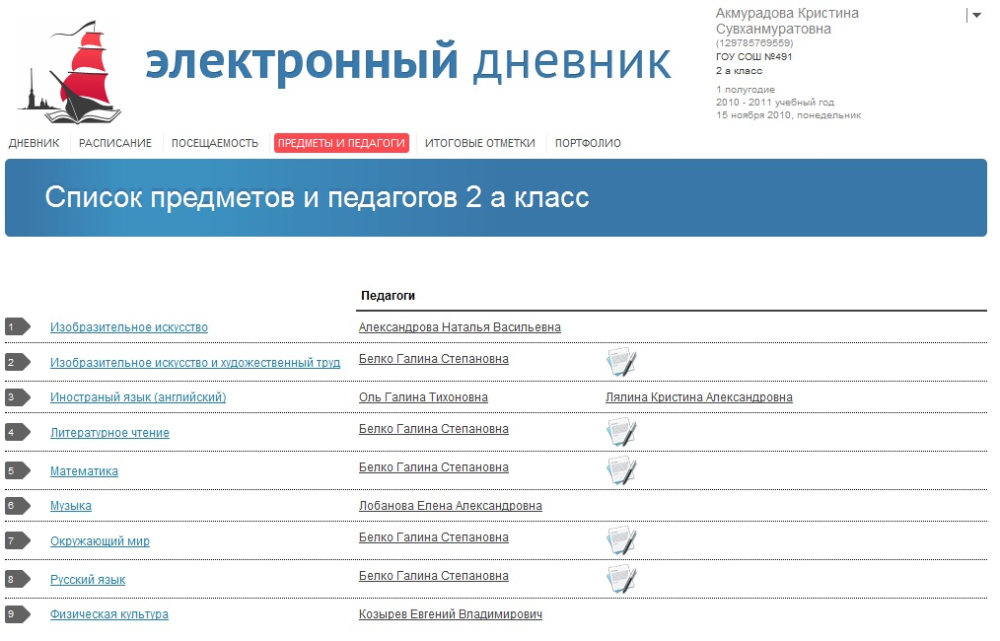 Акмурадова Кристина
Сувханмуратовна
(129785769559)
ГОУ СОШ №491
2 а класс
1 полугодие
2010 - 2011 учебный год
15 ноября 2010, понедельник
электронный дневник
ДНЕВНИК РАСПИСАНИЕ ПОСЕЩАЕМОСТЬ ПРЕДМЕТЫ И ПЕДАГОГИ ИТОГОВЫЕ ОТМЕТКИ ПОРТФОЛИО
Список предметов и педагогов 2 а класс
Педагоги
1 Изобразительное искусство Александрова Наталья Васильевна
2 Изобразительное искусство и художественный труд Белко Галина Степановна
3 Иностраный язык (английский) Оль Галина Тихоновна Лялина Кристина Александровна
4 Литературное чтение Белко Галина Степановна
5 Математика Белко Галина Степановна
6 Музыка Лобанова Елена Александровна
7 Окружающий мир Белко Галина Степановна
8 Русский язык Белко Галина Степановна
9 Физическая культура Козырев Евгений Владимирович